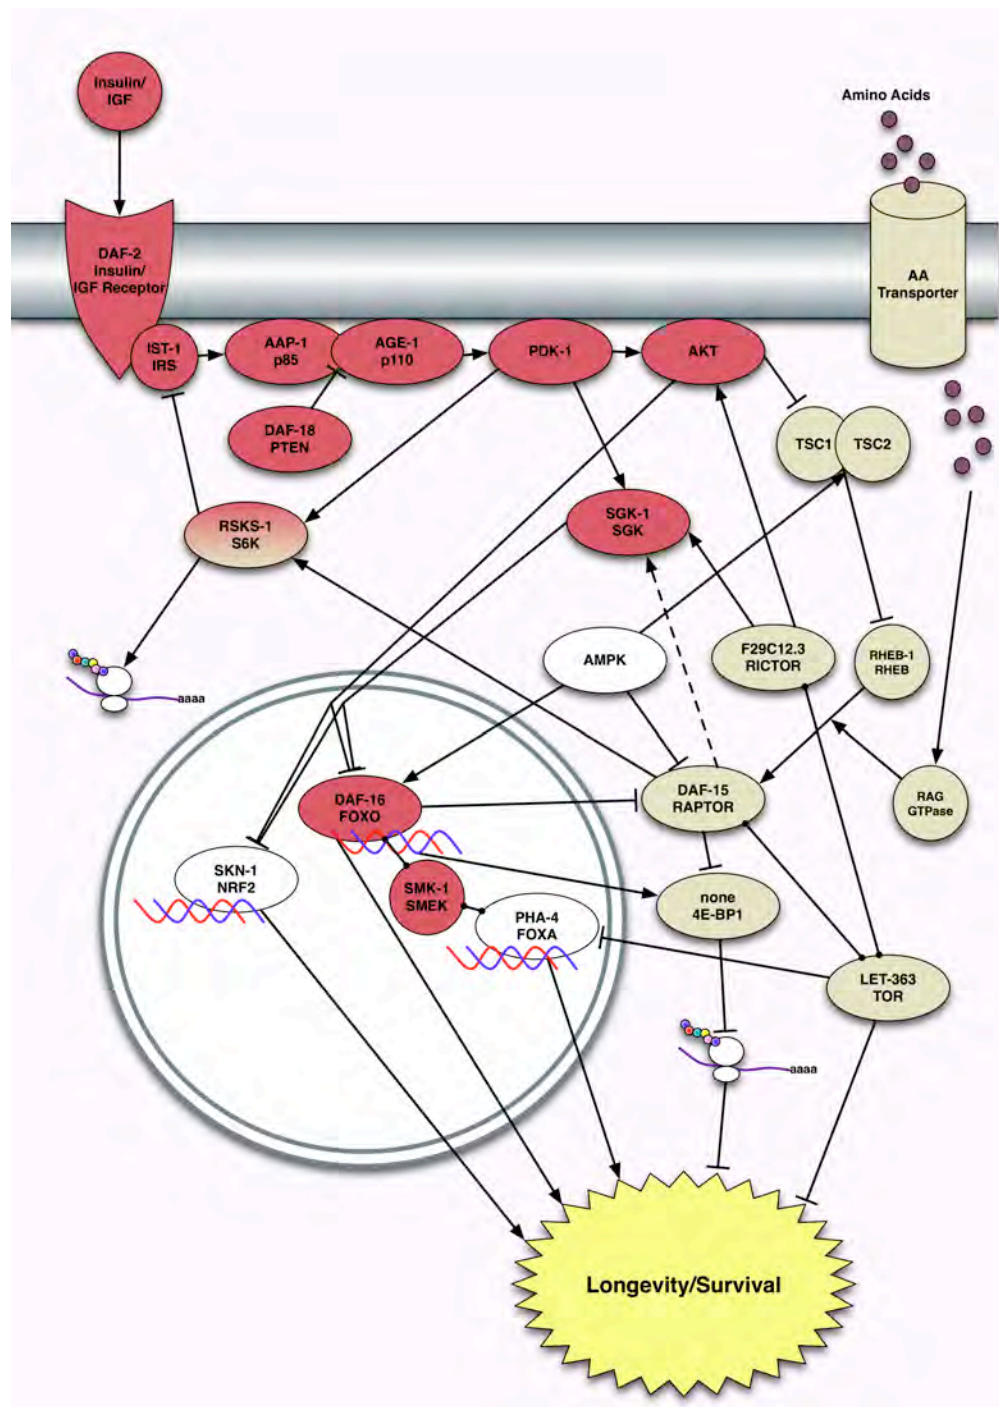 Insulin/
IGF
Amino Acids
DAF-2
Insulin/
IGF Receptor
AA
Transporter
IST-1
IRS
AAP-1
p85
AGE-1
p110
PDK-1
AKT
DAF-18
PTEN
TSC1
TSC2
RSKS-1
S6K
SGK-1
SGK
AMPK
F29C12.3
RICTOR
RHEB-1
RHEB
aaaa
DAF-16
FOXO
DAF-15
RAPTOR
RAG
GTPase
SKN-1
NRF2
SMK-1
SMEK
PHA-4
FOXA
none
4E-BP1
LET-363
TOR
aaaa
Longevity/Survival